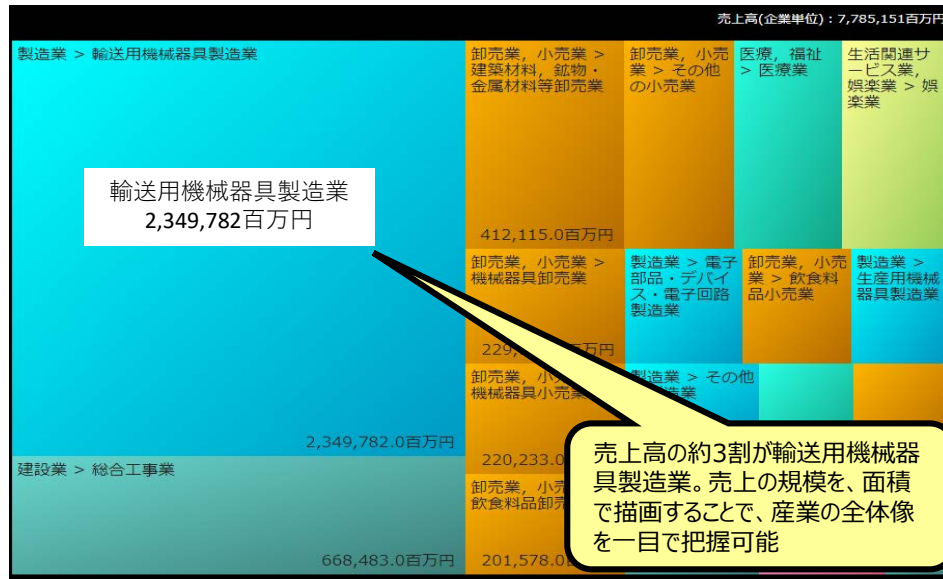 売上高(企業単位)：7,785,151百万円
製造業 > 輸送用機械器具製造業
輸送用機械器具製造業
2,349,782百万円
2,349,782.0百万円
建設業 > 総合工事業
668,483.0百万円
卸売業，小売業 >
建築材料，鉱物・
金属材料等卸売業
412,115.0百万円
卸売業，小売
業 > その他
の小売業
医療，福祉
> 医療業
生活関連サ
ービス業，
娯楽業 > 娯
楽業
卸売業，小売業 >
機械器具卸売業
229,
百万円
製造業 > 電子
部品・デバイ
ス・電子回路
製造業
卸売業，小売
業 > 飲食料
品小売業
製造業 >
生産用機械
器具製造業
卸売業，小売
機械器具小売業
220,233.0
製造業 > その他
造業
卸売業，小売
飲食料品卸売
201,578.0
売上高の約3割が輸送用機械器
具製造業。売上の規模を、面積
で描画することで、産業の全体像
を一目で把握可能